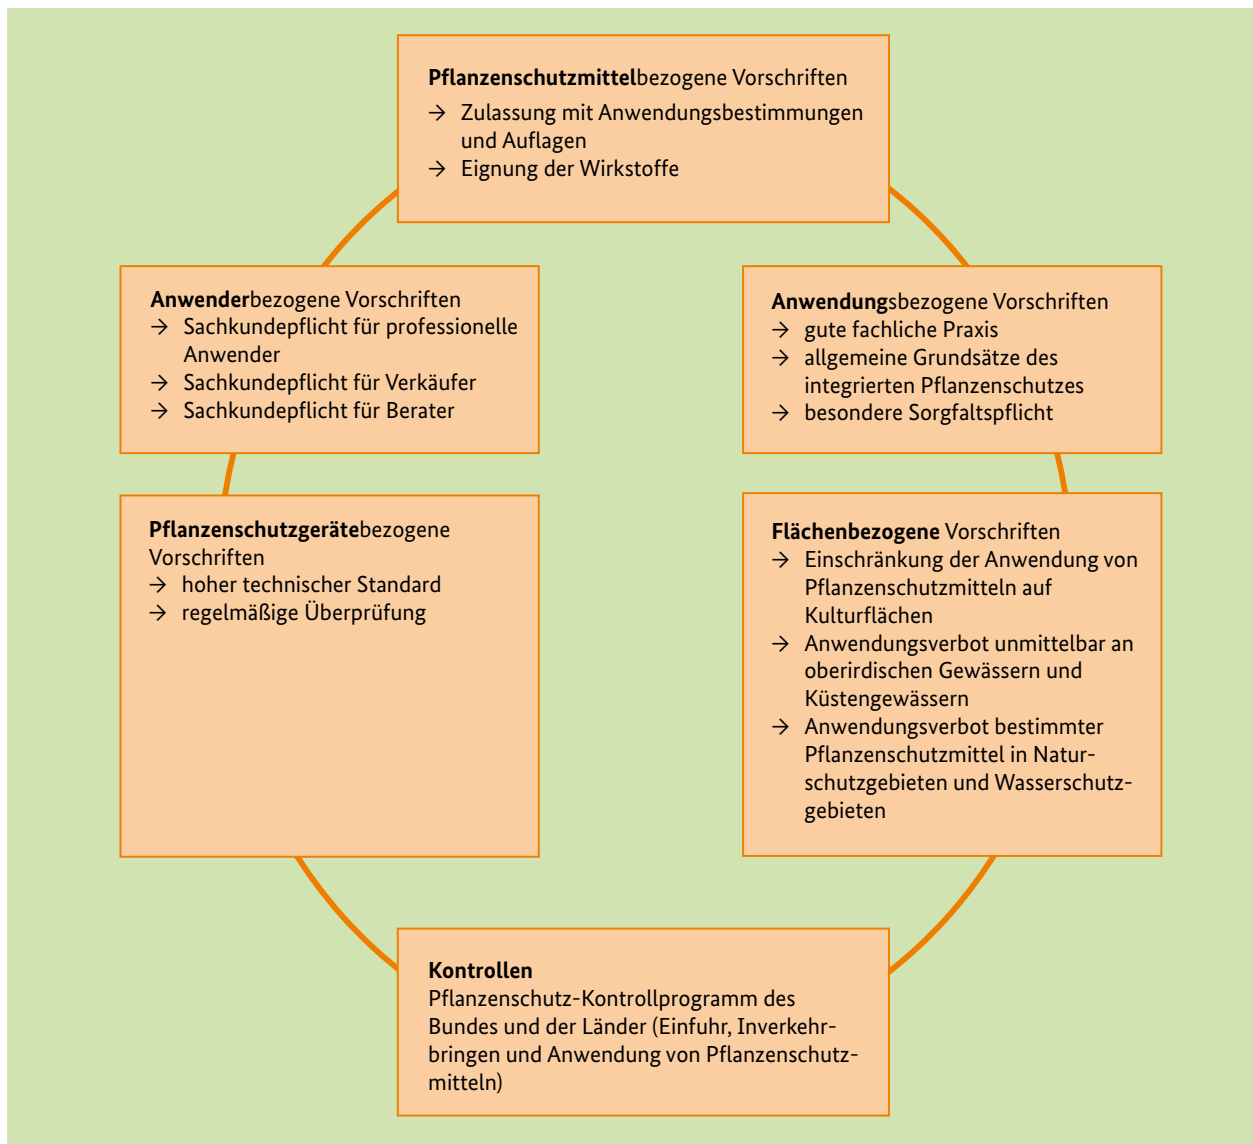 Pflanzenschutzmittelbezogene Vorschriften
→ Zulassung mit Anwendungsbestimmungen
und Auflagen
→ Eignung der Wirkstoffe
Anwenderbezogene Vorschriften
→ Sachkundepflicht für professionelle
Anwender
→ Sachkundepflicht für Verkäufer
→ Sachkundepflicht für Berater
Anwendungsbezogene Vorschriften
→ gute fachliche Praxis
→ allgemeine Grundsätze des
integrierten Pflanzenschutzes
→ besondere Sorgfaltspflicht
Pflanzenschutzgerätebezogene
Vorschriften
→ hoher technischer Standard
→ regelmäßige Überprüfung
Flächenbezogene Vorschriften
→ Einschränkung der Anwendung von
Pflanzenschutzmitteln auf
Kulturflächen
→ Anwendungsverbot unmittelbar an
oberirdischen Gewässern und
Küstengewässern
→ Anwendungsverbot bestimmter
Pflanzenschutzmittel in Natur-
schutzgebieten und Wasserschutz-
gebieten
Kontrollen
Pflanzenschutz-Kontrollprogramm des
Bundes und der Länder (Einfuhr, Inverkehr-
bringen und Anwendung von Pflanzenschutz-
mitteln)